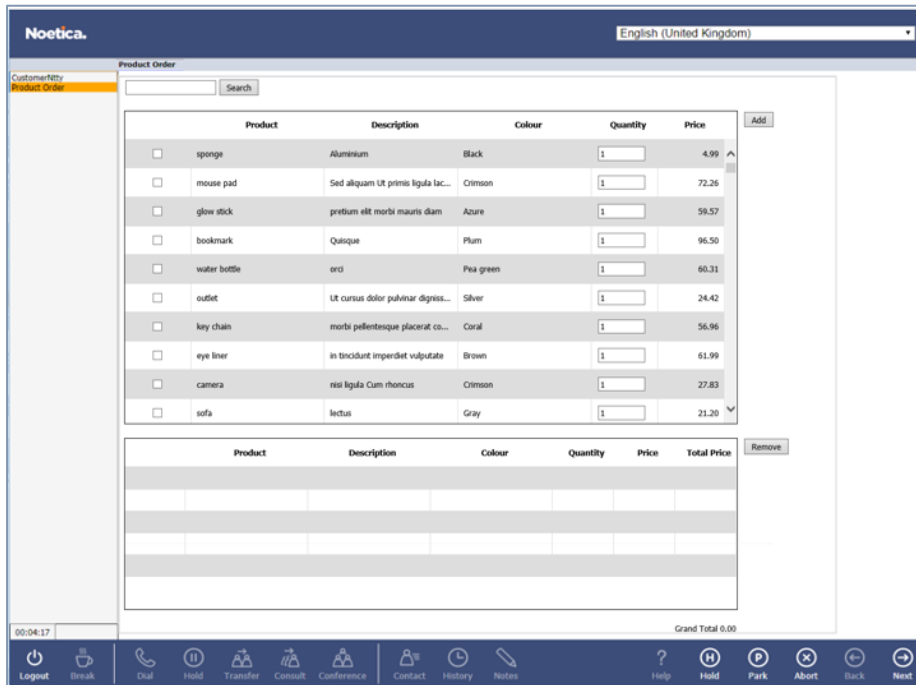 Noetica.
English (United Kingdom)
Product Order
CustomerNtty
Product Order
Search
Product Description Colour Quantity Price
Add
sponge Aluminium Black 1 4.99
mouse pad Sed aliquam Ut primis ligula lac... Crimson 1 72.26
glow stick pretium elit morbi mauris diam Azure 1 59.57
bookmark Quisque Plum 1 96.50
water bottle orci Pea green 1 60.31
outlet Ut cursus dolor pulvinar digniss... Silver 1 24.42
key chain morbi pellentesque placerat co... Coral 1 56.96
eye liner in tincidunt imperdiet vulputate Brown 1 61.99
camera nisi ligula Cum rhoncus Crimson 1 27.83
sofa lectus Gray 1 21.20
Product Description Colour Quantity Price Total Price
Remove
Grand Total 0.00
00:04:17
Logout Break Dial Hold Transfer Consult Conference Contact History Notes Help Hold Park Abort Back Next